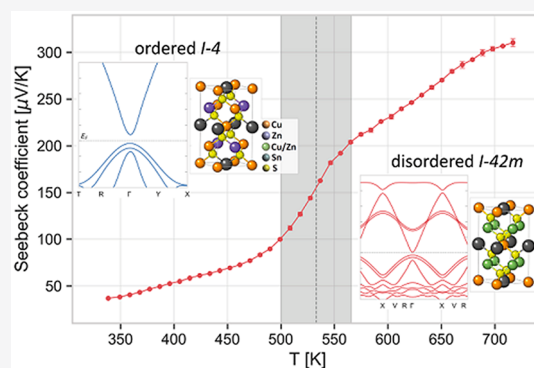 ordered I-4
E_f
T R Γ Y X
Cu
Zn
Cu/Zn
Sn
S
disordered I-42m
X V R Γ X V R
Seebeck coefficient [μV/K]
300
250
200
150
100
50
350 400 450 500 550 600 650 700
T [K]